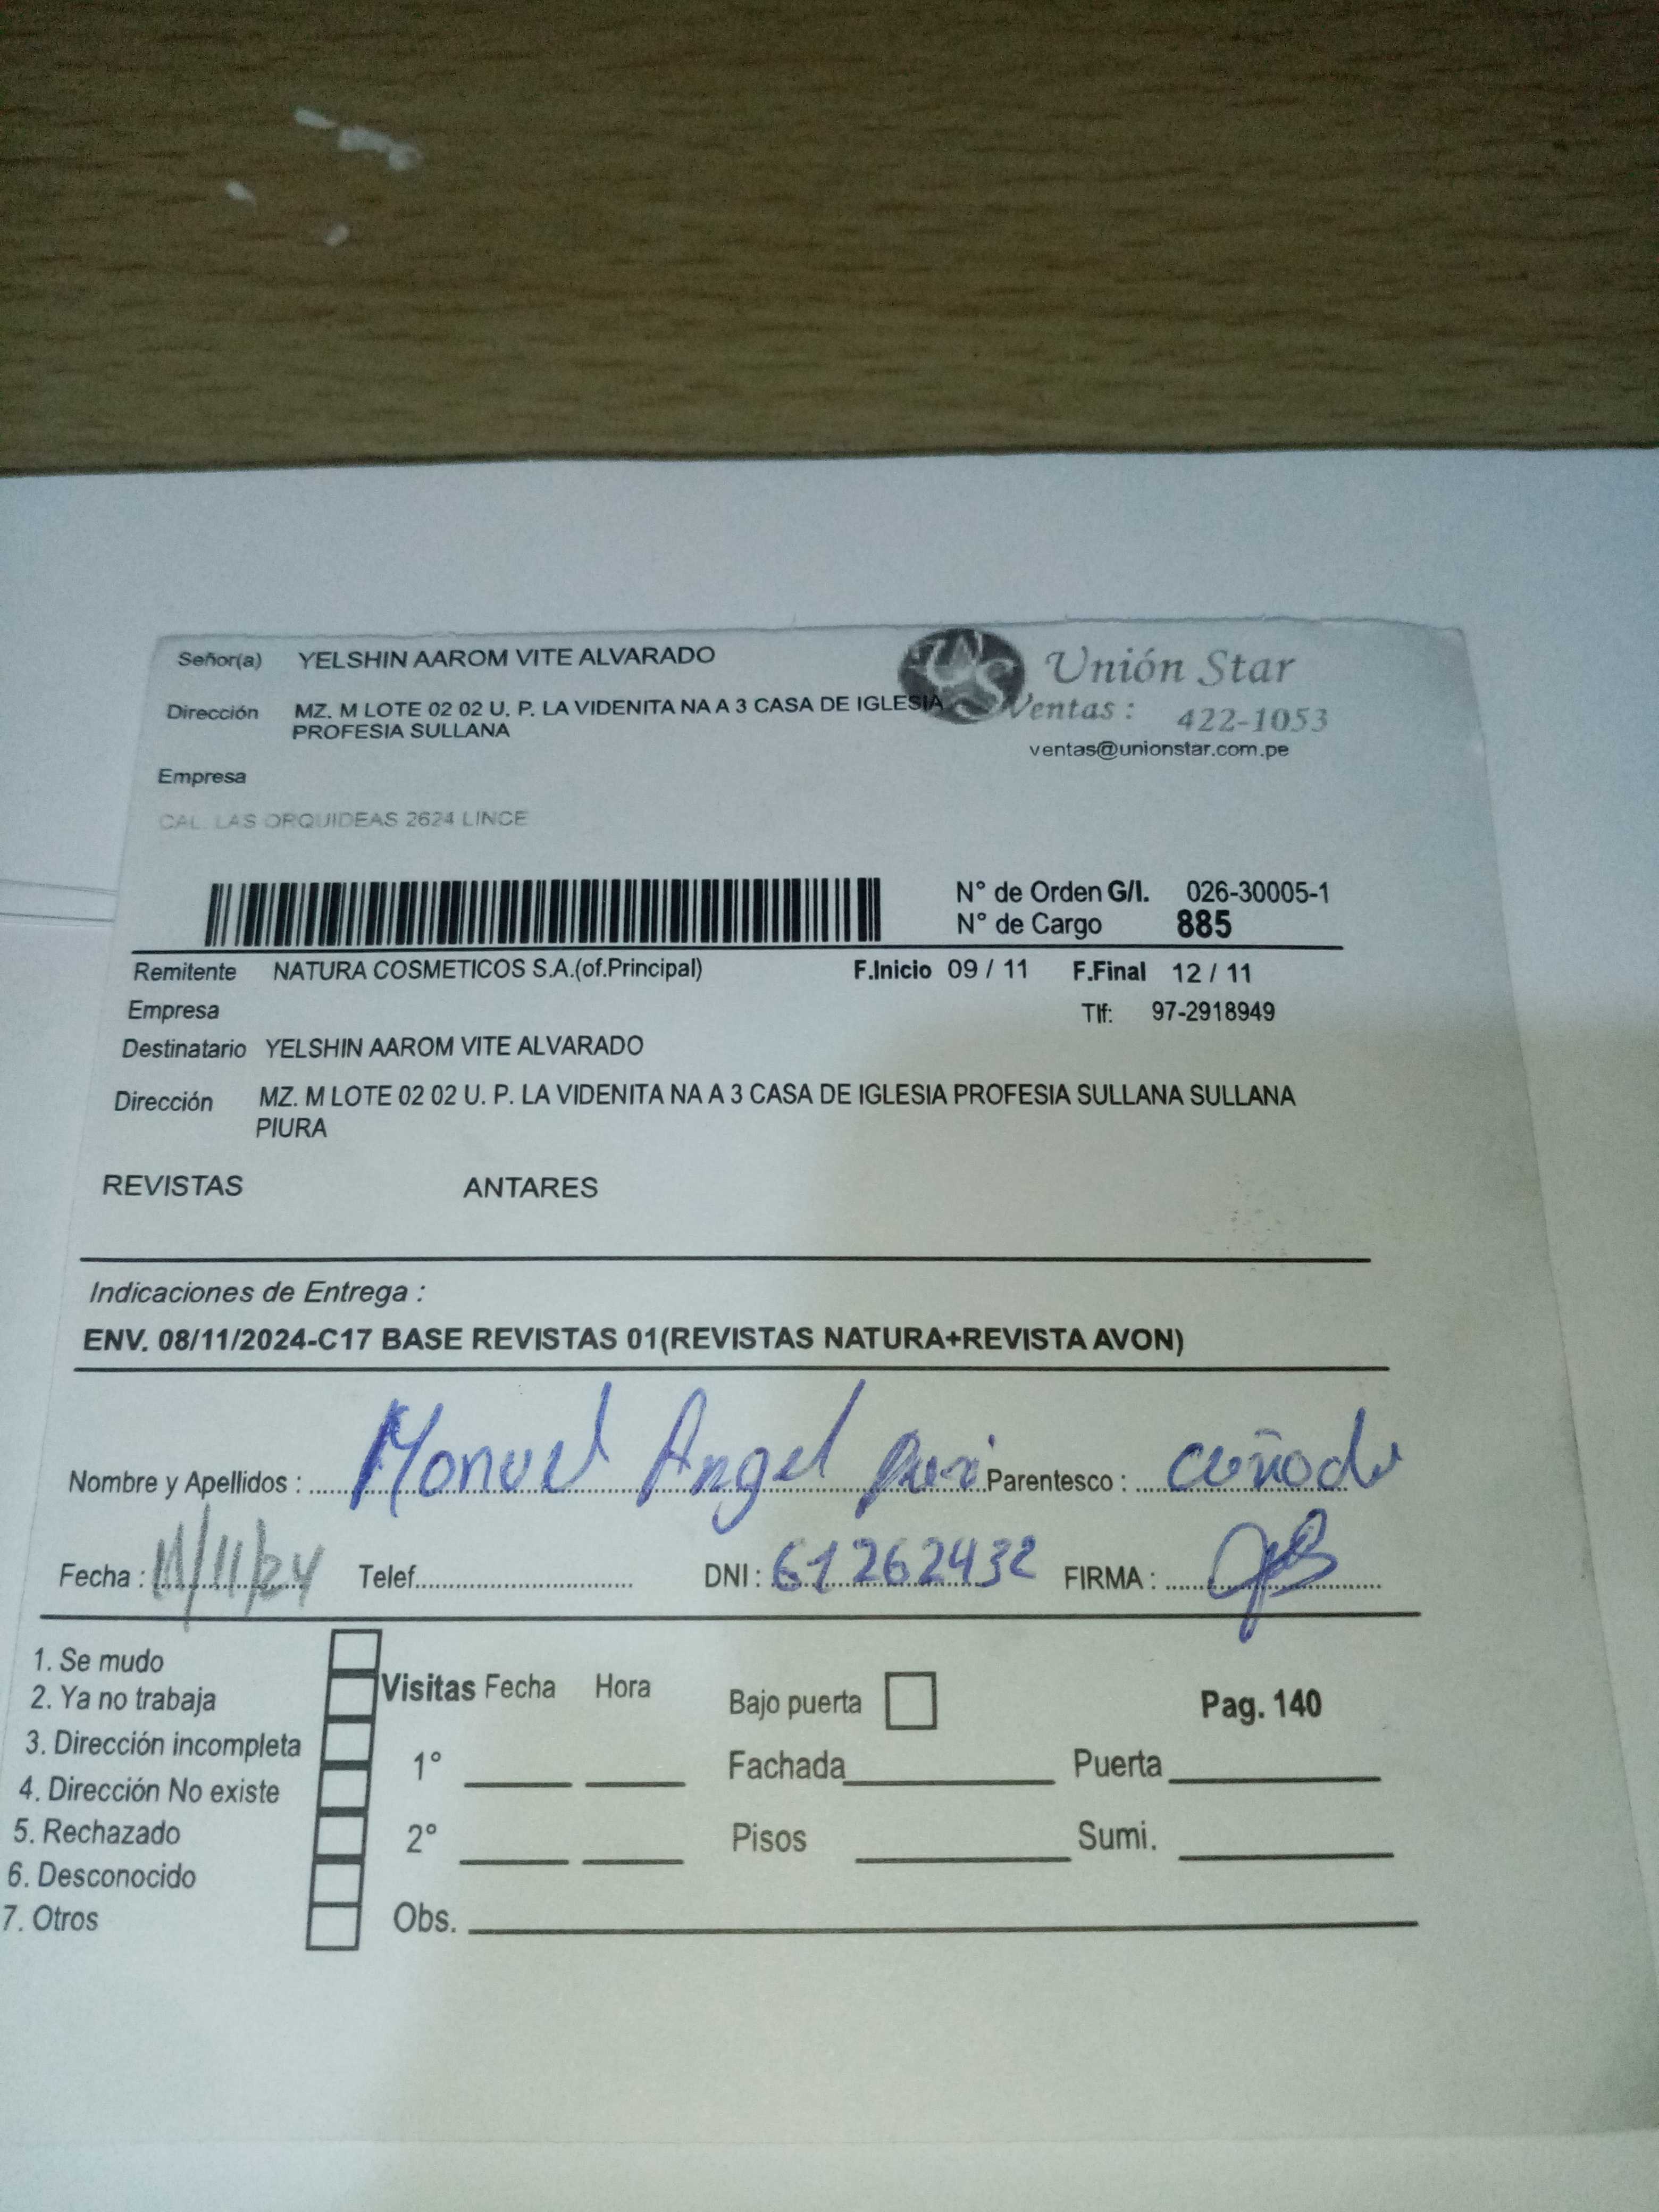 Señor(a) YELSHIN AAROM VITE ALVARADO
Unión Star
Dirección MZ. M LOTE 02 02 U. P. LA VIDENITA NA A 3 CASA DE IGLESIA
PROFESIA SULLANA
Ventas : 422-1053
ventas@unionstar.com.pe
Empresa
CAL. LAS ORQUIDEAS 2624 LINCE
N° de Orden G/I. 026-30005-1
N° de Cargo 885
Remitente NATURA COSMETICOS S.A.(of.Principal) F.Inicio 09 / 11 F.Final 12 / 11
Empresa Tlf: 97-2918949
Destinatario YELSHIN AAROM VITE ALVARADO
Dirección MZ. M LOTE 02 02 U. P. LA VIDENITA NA A 3 CASA DE IGLESIA PROFESIA SULLANA SULLANA
PIURA
REVISTAS ANTARES
Indicaciones de Entrega :
ENV. 08/11/2024-C17 BASE REVISTAS 01(REVISTAS NATURA+REVISTA AVON)
Nombre y Apellidos : Manuel Angel Parentesco : cuñado
Fecha : 11/11/24 Telef. DNI : 61262432 FIRMA :
1. Se mudo
2. Ya no trabaja
3. Dirección incompleta
4. Dirección No existe
5. Rechazado
6. Desconocido
7. Otros
Visitas Fecha Hora Bajo puerta Pag. 140
1° Fachada Puerta
2° Pisos Sumi.
Obs.